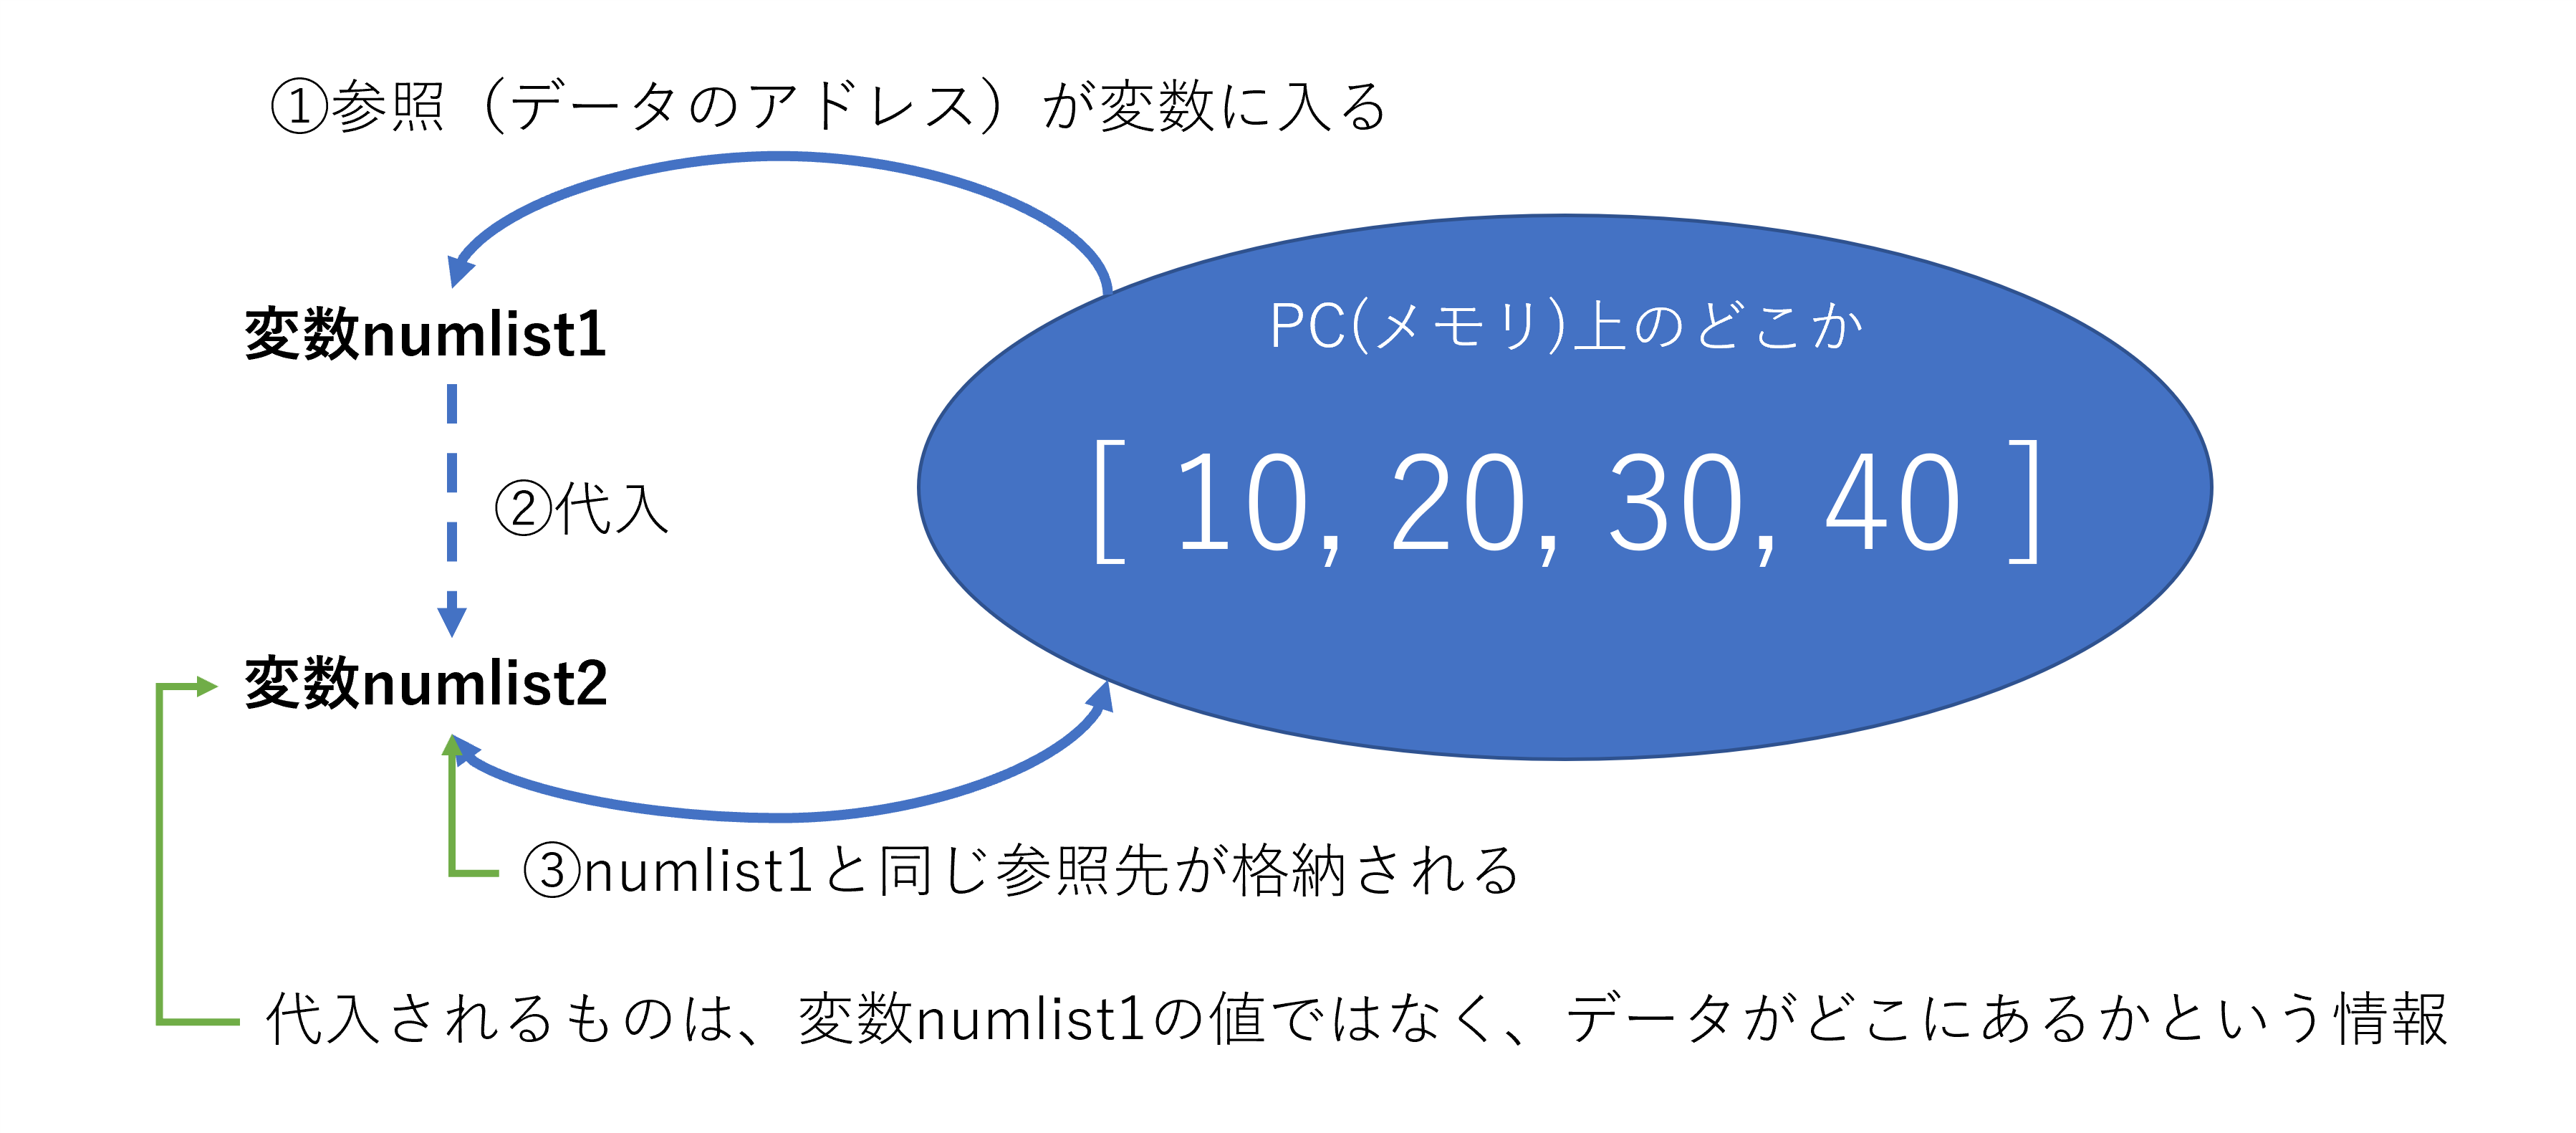 ①参照（データのアドレス）が変数に入る
変数numlist1
PC(メモリ)上のどこか
[ 10, 20, 30, 40 ]
②代入
変数numlist2
③numlist1と同じ参照先が格納される
代入されるものは、変数numlist1の値ではなく、データがどこにあるかという情報